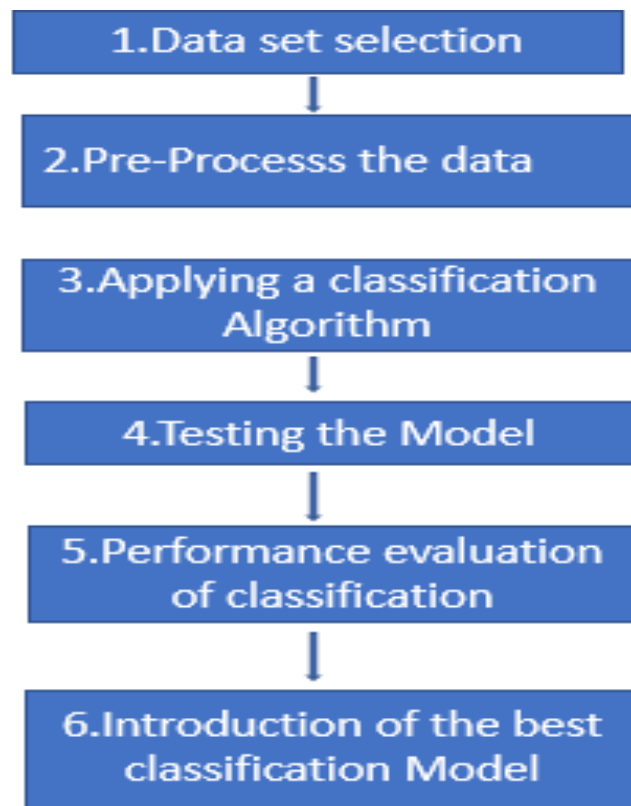 1.Data set selection
2.Pre-Processs the data
3.Applying a classification
Algorithm
4.Testing the Model
5.Performance evaluation
of classification
6.Introduction of the best
classification Model